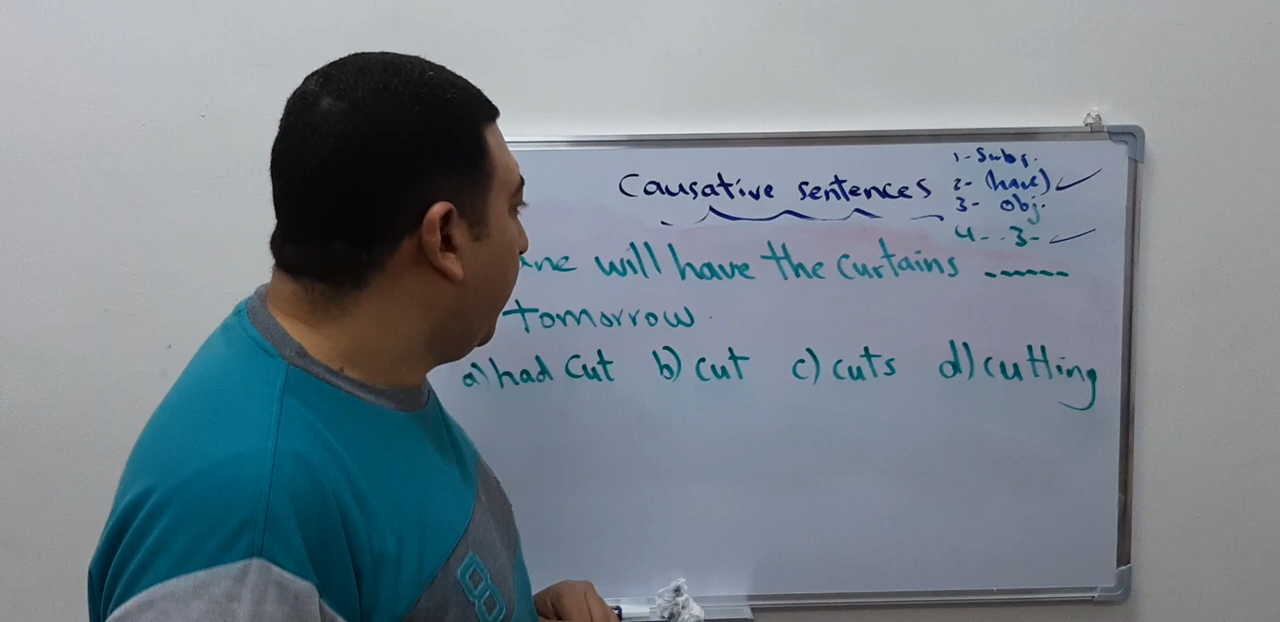 Causative sentences
1- Subj.
2- (have) ✓
3- obj.
4- 3- ✓
will have the curtains ------
tomorrow.
a) had cut b) cut c) cuts d) cutting
8